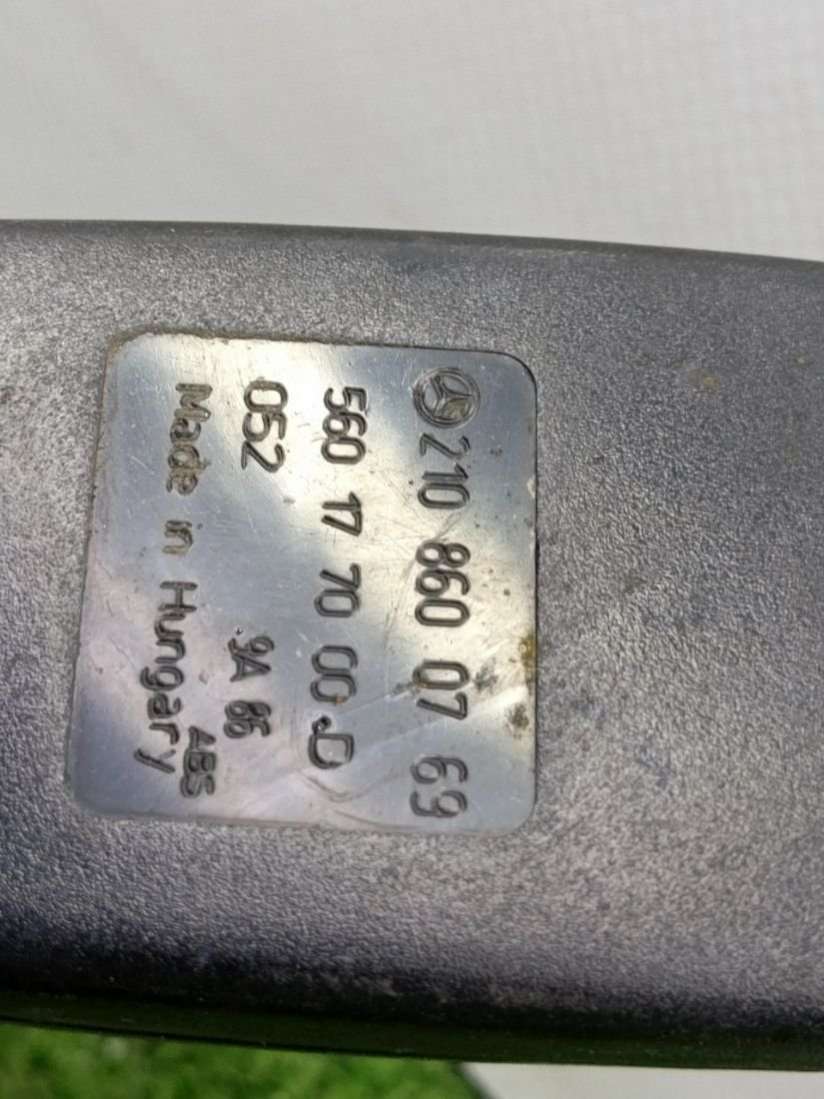 210 860 07 69
560 17 70 00 .D
052
9A 86
ABS
Made in Hungary